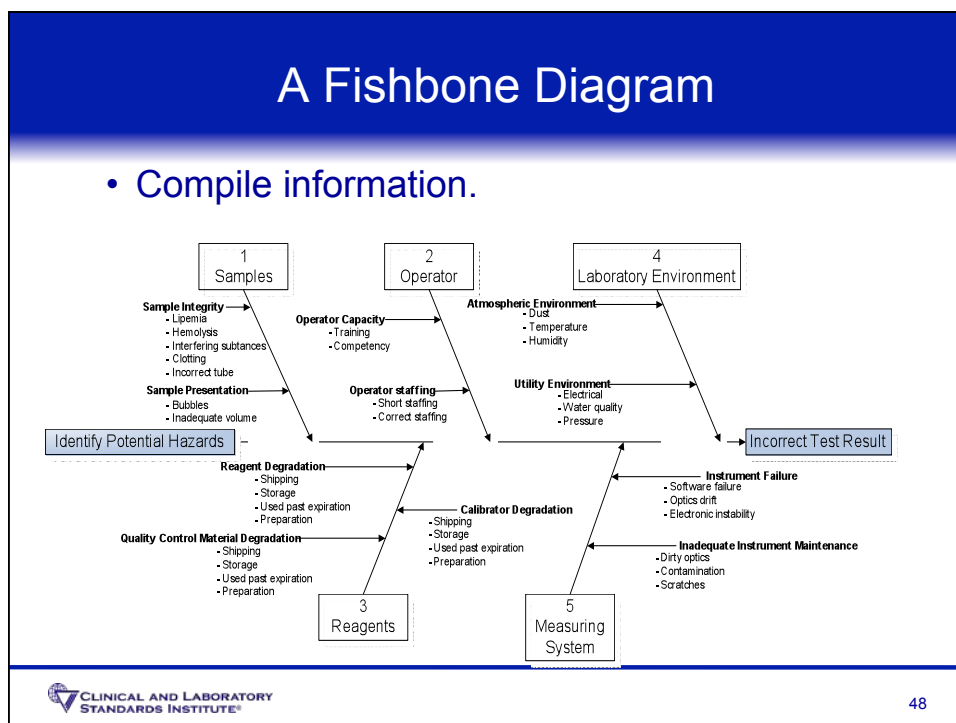 A Fishbone Diagram
• Compile information.
1
Samples
2
Operator
4
Laboratory Environment
Sample Integrity
- Lipemia
- Hemolysis
- Interfering subtances
- Clotting
- Incorrect tube
Sample Presentation
- Bubbles
- Inadequate volume
Operator Capacity
- Training
- Competency
Operator staffing
- Short staffing
- Correct staffing
Atmospheric Environment
- Dust
- Temperature
- Humidity
Utility Environment
- Electrical
- Water quality
- Pressure
Identify Potential Hazards
Incorrect Test Result
Reagent Degradation
- Shipping
- Storage
- Used past expiration
- Preparation
Quality Control Material Degradation
- Shipping
- Storage
- Used past expiration
- Preparation
Calibrator Degradation
- Shipping
- Storage
- Used past expiration
- Preparation
Instrument Failure
- Software failure
- Optics drift
- Electronic instability
Inadequate Instrument Maintenance
- Dirty optics
- Contamination
- Scratches
3
Reagents
5
Measuring
System
CLINICAL AND LABORATORY
STANDARDS INSTITUTE®
48